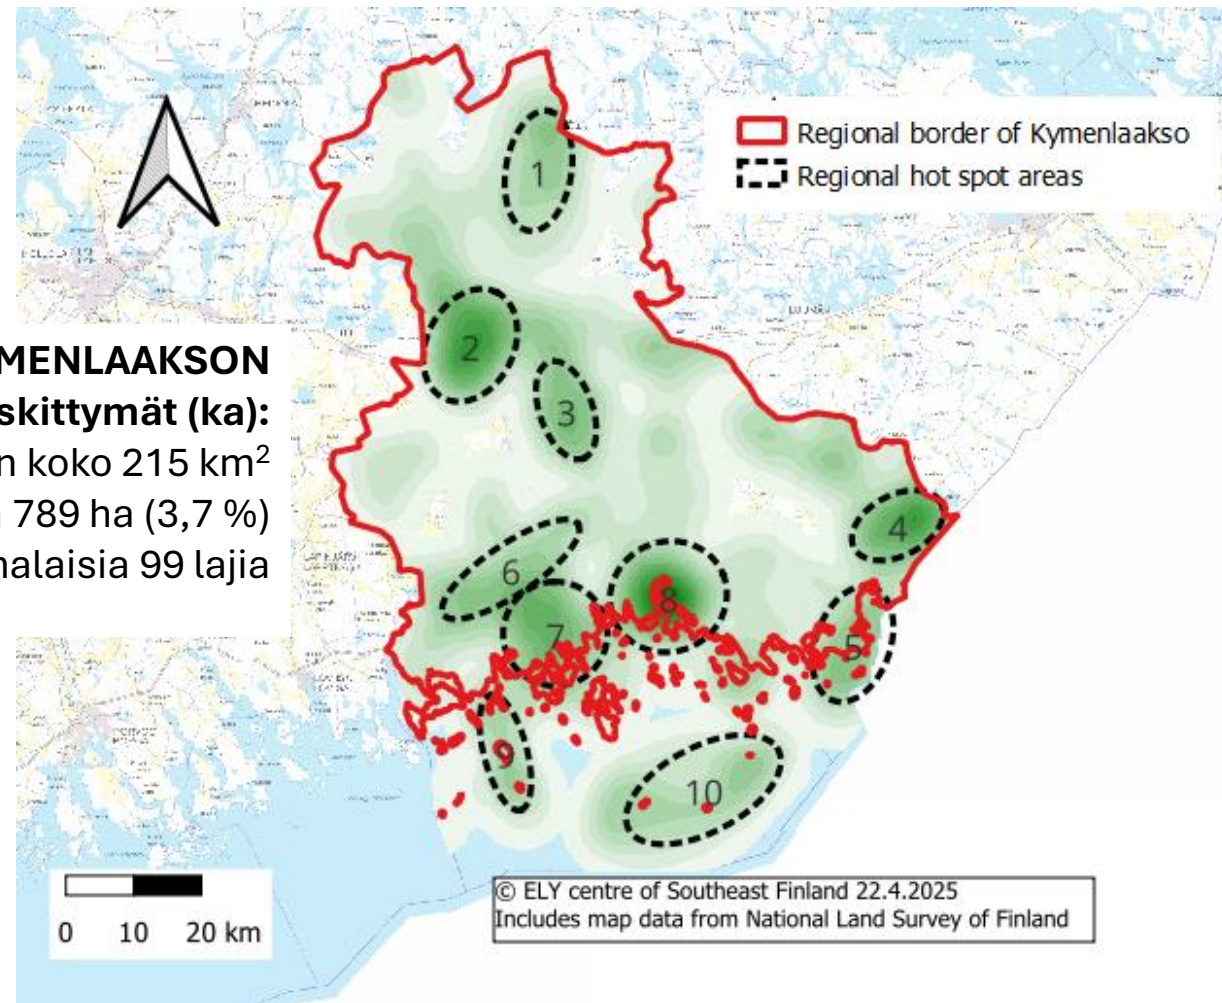 Regional border of Kymenlaakso
Regional hot spot areas
1
2
3
4
5
6
7
8
9
10
MENLAAKSON
skittymät (ka):
n koko 215 km²
789 ha (3,7 %)
nalaisia 99 lajia
0 10 20 km
© ELY centre of Southeast Finland 22.4.2025
Includes map data from National Land Survey of Finland